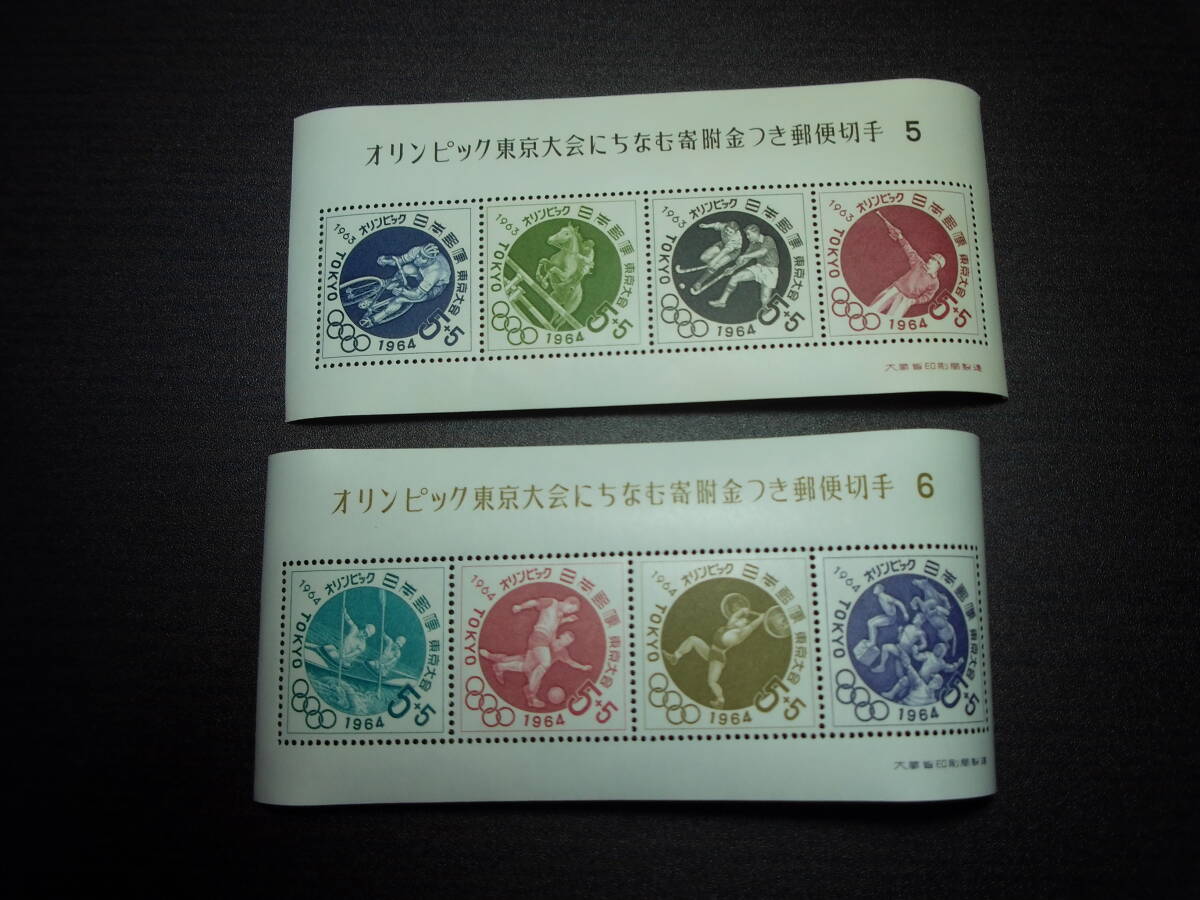 オリンピック東京大会にちなむ寄附金つき郵便切手 5
1963 オリンピック 日本郵便 東京大会
TOKYO
1964 5+5
1963 オリンピック 日本郵便 東京大会
TOKYO
1964 5+5
1963 オリンピック 日本郵便 東京大会
TOKYO
1964 5+5
1963 オリンピック 日本郵便 東京大会
TOKYO
1964 5+5
大蔵省印刷局製造
オリンピック東京大会にちなむ寄附金つき郵便切手 6
1964 オリンピック 日本郵便 東京大会
TOKYO
1964 5+5
1964 オリンピック 日本郵便 東京大会
TOKYO
1964 5+5
1964 オリンピック 日本郵便 東京大会
TOKYO
1964 5+5
1964 オリンピック 日本郵便 東京大会
TOKYO
1964 5+5
大蔵省印刷局製造